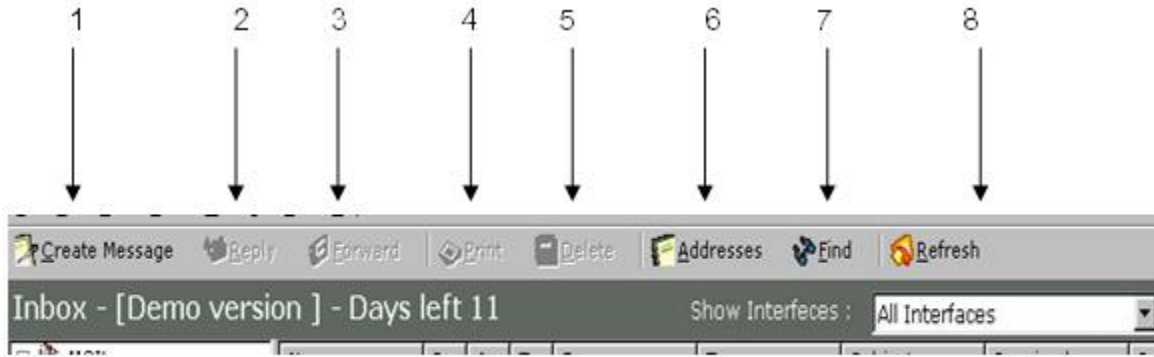 1 2 3 4 5 6 7 8
Create Message Reply Forward Print Delete Addresses Find Refresh
Inbox - [Demo version ] - Days left 11 Show Interfeces : All Interfaces